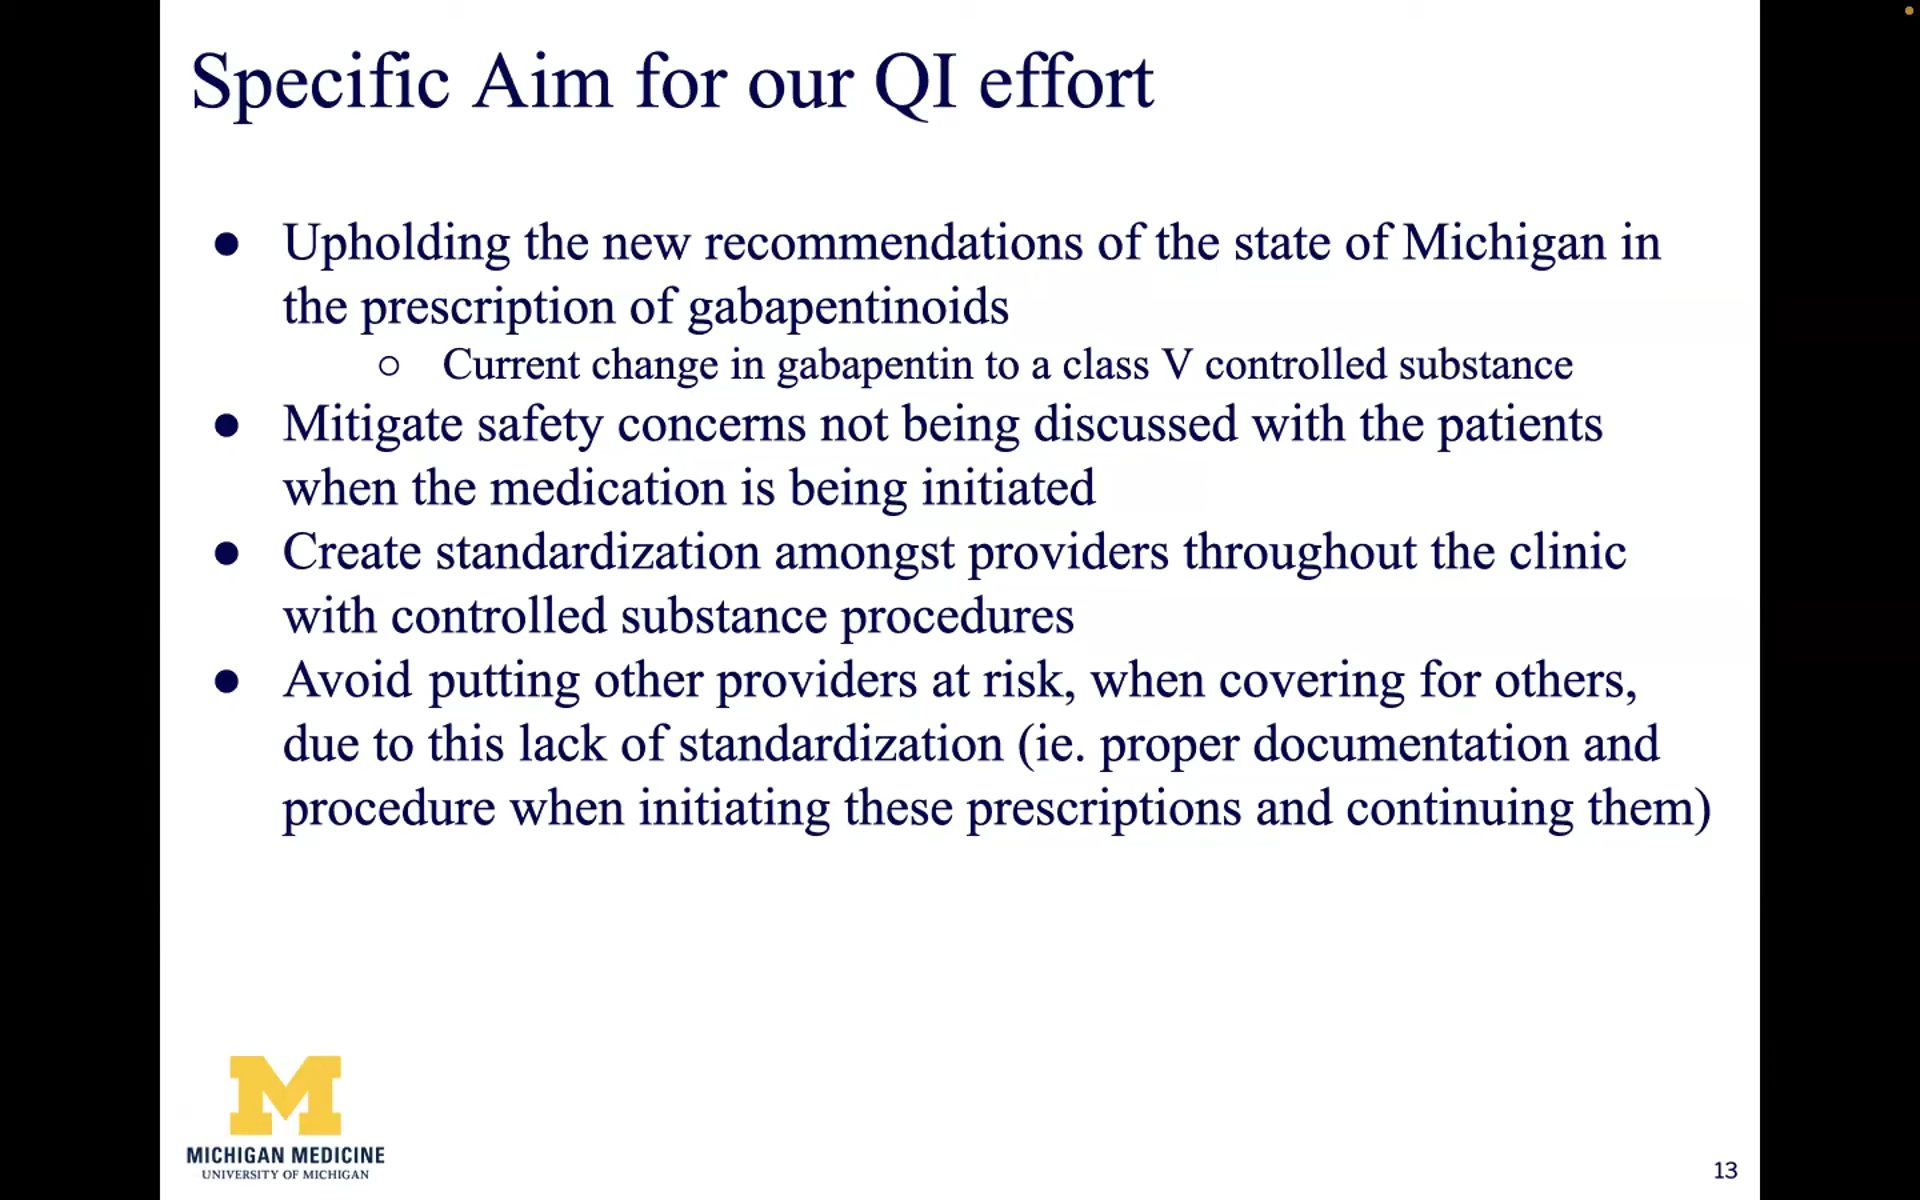 Specific Aim for our QI effort
● Upholding the new recommendations of the state of Michigan in
the prescription of gabapentinoids
○ Current change in gabapentin to a class V controlled substance
● Mitigate safety concerns not being discussed with the patients
when the medication is being initiated
● Create standardization amongst providers throughout the clinic
with controlled substance procedures
● Avoid putting other providers at risk, when covering for others,
due to this lack of standardization (ie. proper documentation and
procedure when initiating these prescriptions and continuing them)
M
MICHIGAN MEDICINE
UNIVERSITY OF MICHIGAN
13